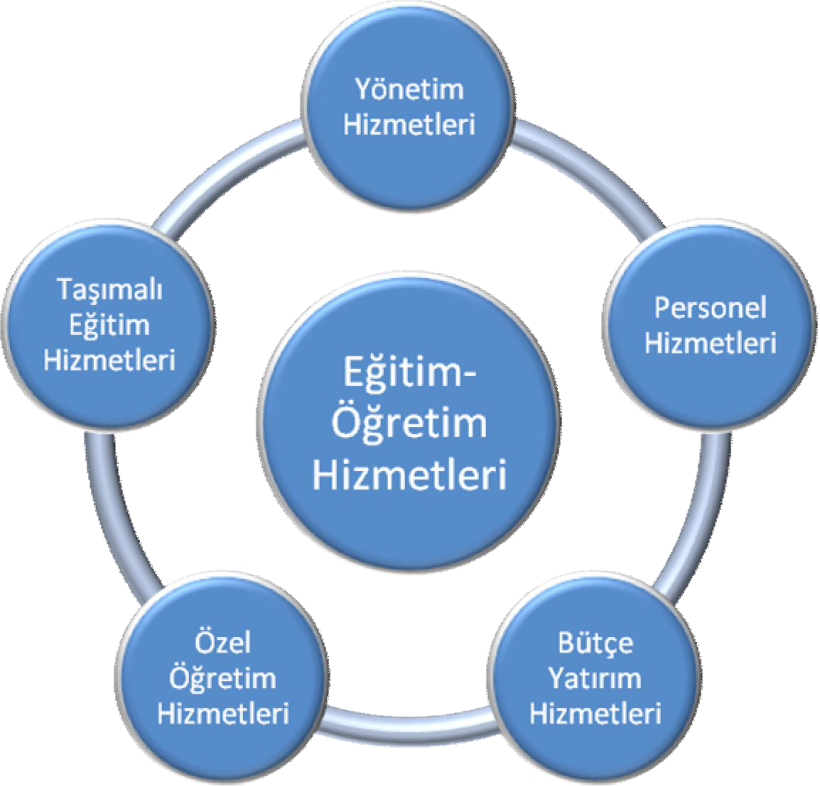 Yönetim
Hizmetleri
Personel
Hizmetleri
Bütçe
Yatırım
Hizmetleri
Özel
Öğretim
Hizmetleri
Taşımalı
Eğitim
Hizmetleri
Eğitim-
Öğretim
Hizmetleri